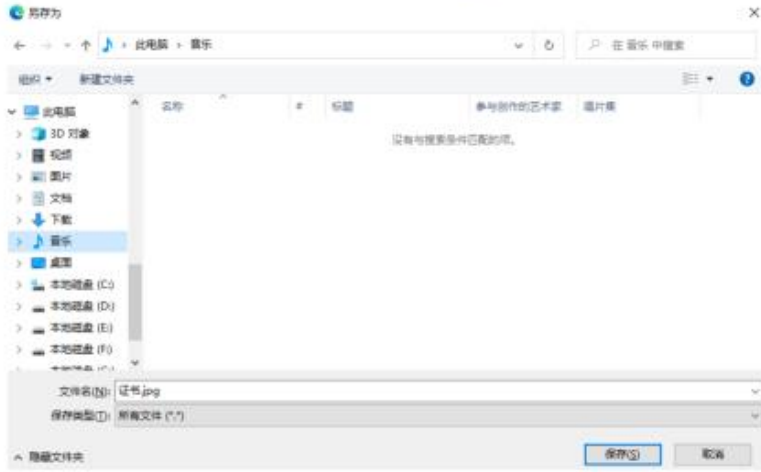 另存为
此电脑 › 音乐
在 音乐 中搜索
组织
新建文件夹
名称 # 标题 参与创作的艺术家 唱片集
没有与搜索条件匹配的项。
此电脑
3D 对象
视频
图片
文档
下载
音乐
桌面
本地磁盘 (C:)
本地磁盘 (D:)
本地磁盘 (E:)
本地磁盘 (F:)
文件名(N): 证书.jpg
保存类型(T): 所有文件 (*.*)
隐藏文件夹
保存(S) 取消